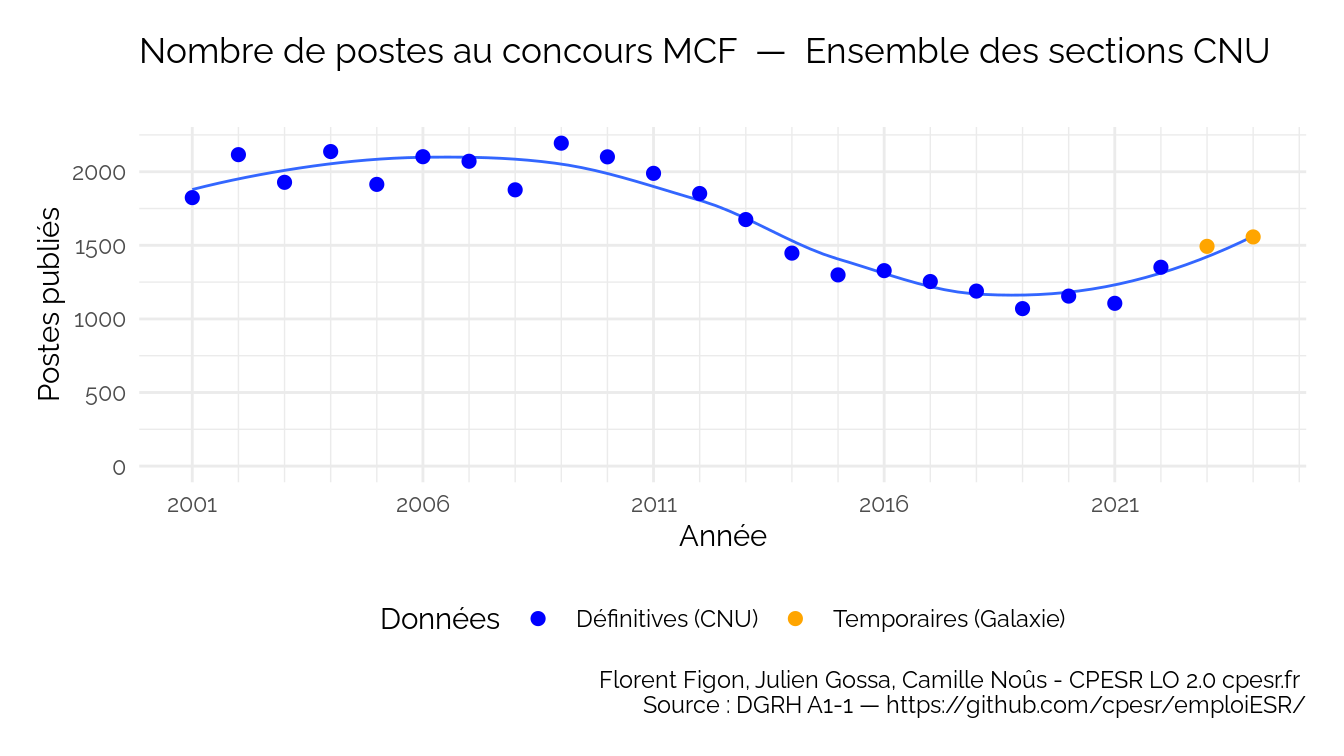 Nombre de postes au concours MCF — Ensemble des sections CNU
Postes publiés
2000
1500
1000
500
0
2001 2006 2011 2016 2021
Année
Données Définitives (CNU) Temporaires (Galaxie)
Florent Figon, Julien Gossa, Camille Noûs - CPESR LO 2.0 cpesr.fr
Source : DGRH A1-1 — https://github.com/cpesr/emploiESR/